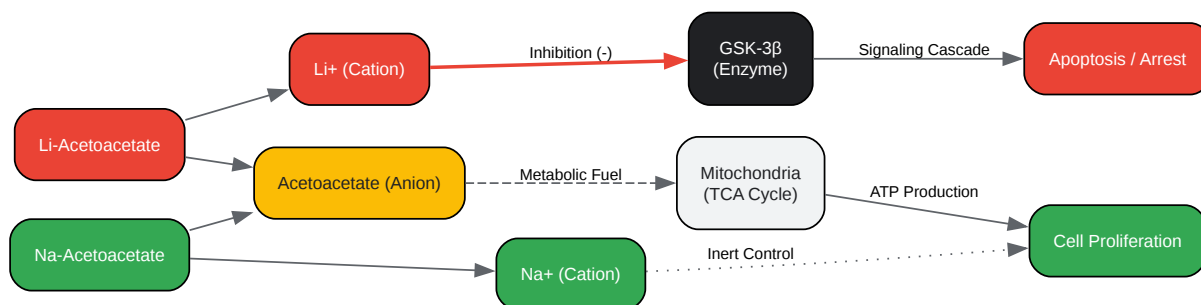 Li-Acetoacetate
Na-Acetoacetate
Li+ (Cation)
Acetoacetate (Anion)
Na+ (Cation)
Inhibition (-)
Metabolic Fuel
GSK-3β
(Enzyme)
Mitochondria
(TCA Cycle)
Inert Control
Signaling Cascade
ATP Production
Apoptosis / Arrest
Cell Proliferation